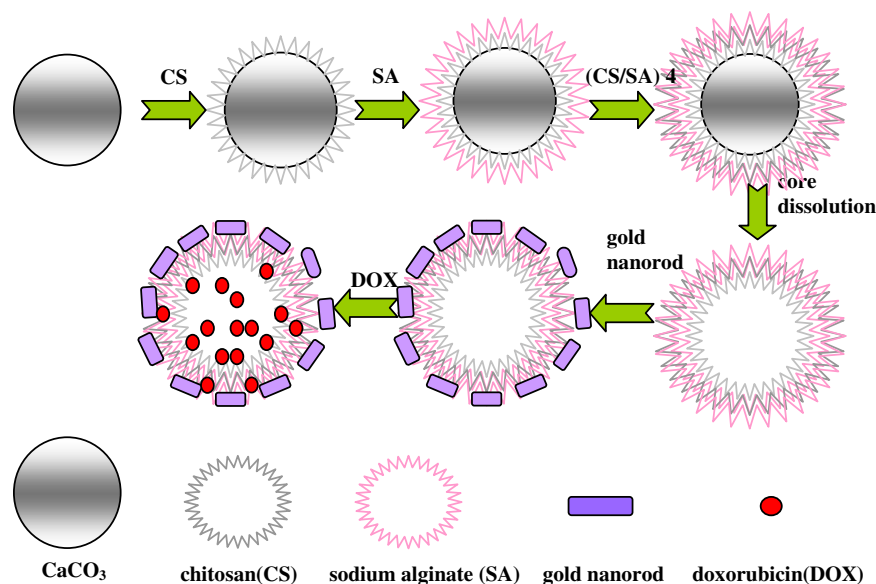 CS
SA
(CS/SA) 4
core
dissolution
gold
nanorod
DOX
CaCO₃
chitosan(CS)
sodium alginate (SA)
gold nanorod
doxorubicin(DOX)